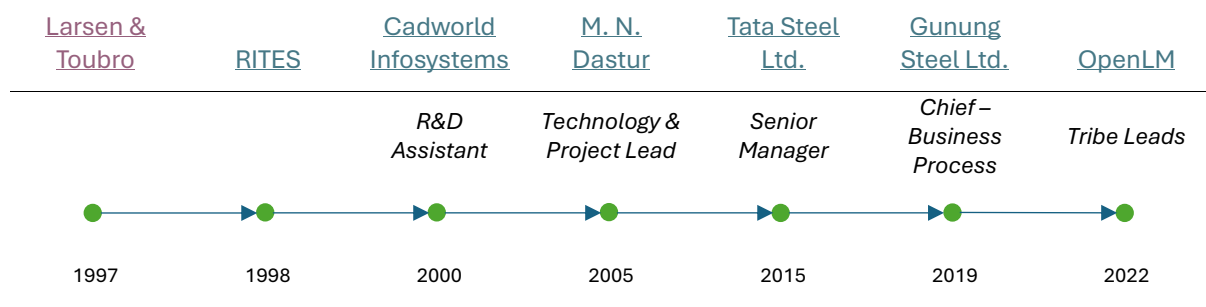 Larsen &
Toubro
RITES
Cadworld
Infosystems
M. N.
Dastur
Tata Steel
Ltd.
Gunung
Steel Ltd.
OpenLM
R&D
Assistant
Technology &
Project Lead
Senior
Manager
Chief –
Business
Process
Tribe Leads
1997
1998
2000
2005
2015
2019
2022